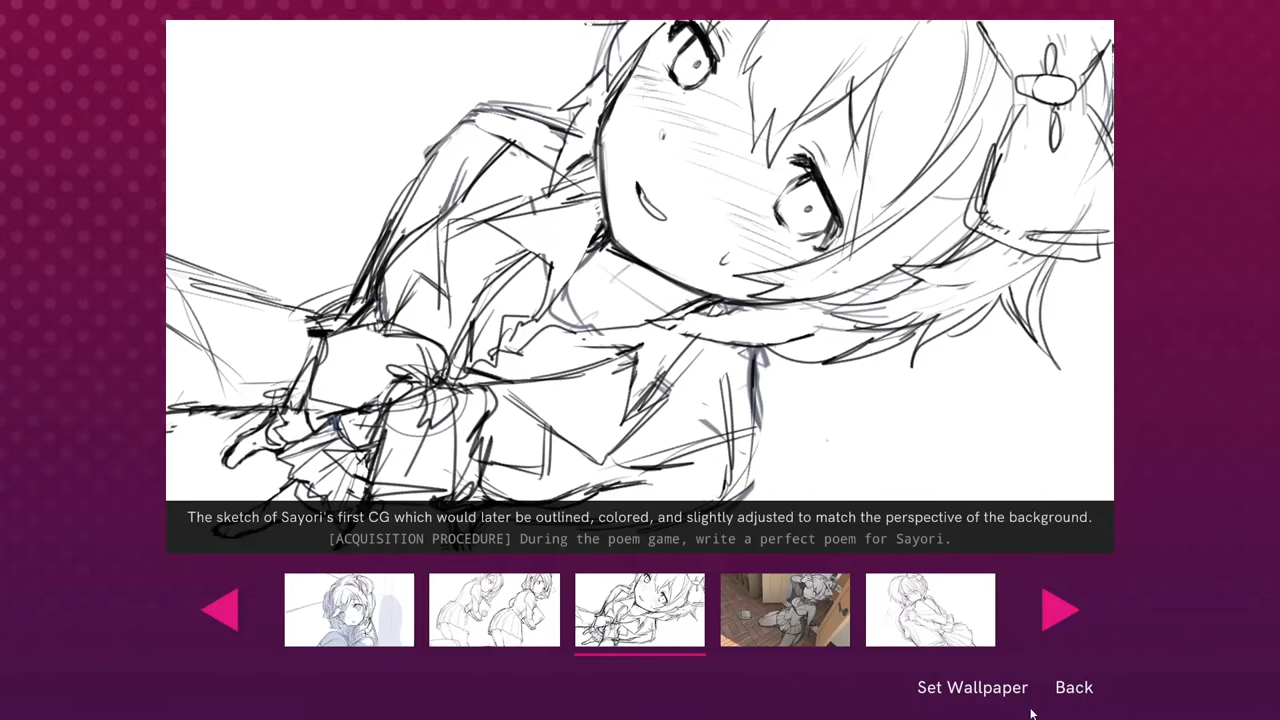 The sketch of Sayori's first CG which would later be outlined, colored, and slightly adjusted to match the perspective of the background.
[ACQUISITION PROCEDURE] During the poem game, write a perfect poem for Sayori.
Set Wallpaper
Back